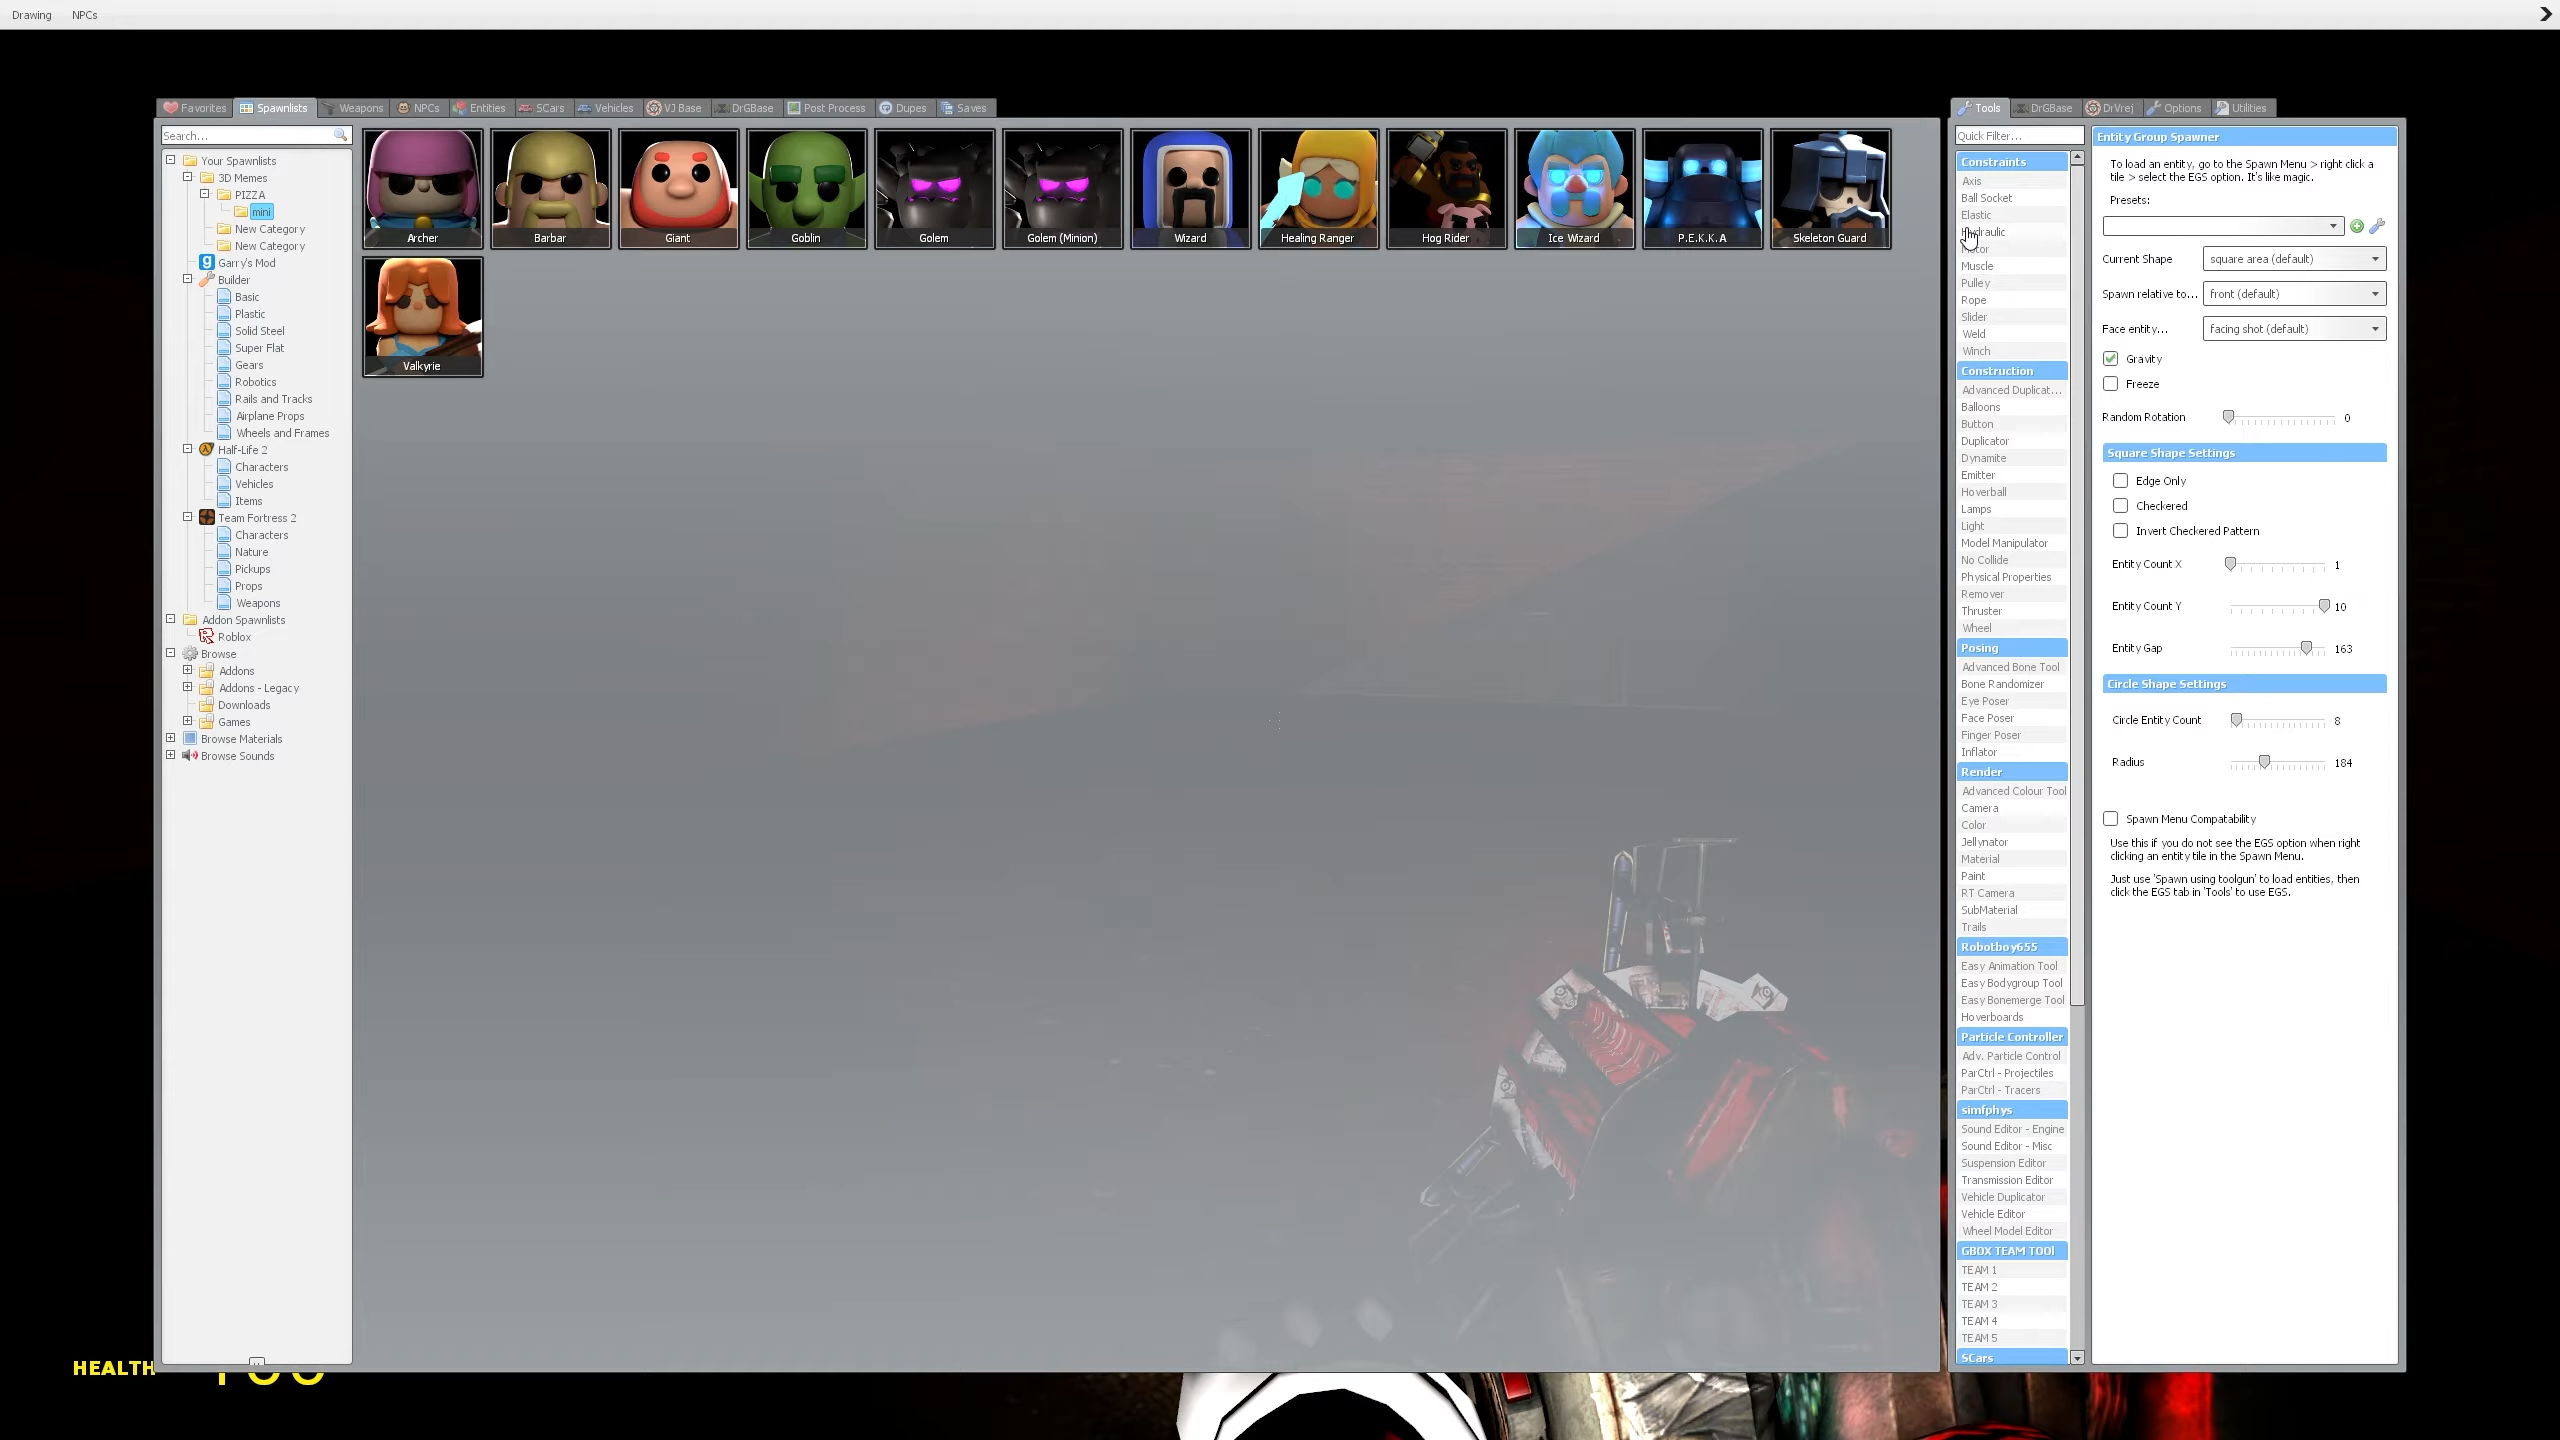 Drawing NPCs
Favorites Spawnlists Weapons NPCs Entities SCars Vehicles VJ Base DrGBase Post Process Dupes Saves
Search...
Your Spawnlists
3D Memes
PIZZA
mini
New Category
New Category
Garry's Mod
Builder
Basic
Plastic
Solid Steel
Super Flat
Gears
Robotics
Rails and Tracks
Airplane Props
Wheels and Frames
Half-Life 2
Characters
Vehicles
Items
Team Fortress 2
Characters
Nature
Pickups
Props
Weapons
Addon Spawnlists
Roblox
Browse
Addons
Addons - Legacy
Downloads
Games
Browse Materials
Browse Sounds
Archer Barbar Giant Goblin Golem Golem (Minion) Wizard Healing Ranger Hog Rider Ice Wizard P.E.K.K.A Skeleton Guard
Valkyrie
Tools DrGBase DrVrej Options Utilities
Quick Filter...
Constraints
Axis
Ball Socket
Elastic
Hydraulic
Motor
Muscle
Pulley
Rope
Slider
Weld
Winch
Construction
Advanced Duplicat...
Balloons
Button
Duplicator
Dynamite
Emitter
Hoverball
Lamps
Light
Model Manipulator
No Collide
Physical Properties
Remover
Thruster
Wheel
Posing
Advanced Bone Tool
Bone Randomizer
Eye Poser
Face Poser
Finger Poser
Inflator
Render
Advanced Colour Tool
Camera
Color
Jellynator
Material
Paint
RT Camera
SubMaterial
Trails
Robotboy655
Easy Animation Tool
Easy Bodygroup Tool
Easy Bonemerge Tool
Hoverboards
Particle Controller
Adv. Particle Control
ParCtrl - Projectiles
ParCtrl - Tracers
simfphys
Sound Editor - Engine
Sound Editor - Misc
Suspension Editor
Transmission Editor
Vehicle Duplicator
Vehicle Editor
Wheel Model Editor
GBOX TEAM TOOl
TEAM 1
TEAM 2
TEAM 3
TEAM 4
TEAM 5
SCars
Entity Group Spawner
To load an entity, go to the Spawn Menu > right click a
tile > select the EGS option. It's like magic.
Presets:
Current Shape square area (default)
Spawn relative to... front (default)
Face entity... facing shot (default)
Gravity
Freeze
Random Rotation 0
Square Shape Settings
Edge Only
Checkered
Invert Checkered Pattern
Entity Count X 1
Entity Count Y 10
Entity Gap 163
Circle Shape Settings
Circle Entity Count 8
Radius 184
Spawn Menu Compatability
Use this if you do not see the EGS option when right
clicking an entity tile in the Spawn Menu.
Just use 'Spawn using toolgun' to load entities, then
click the EGS tab in 'Tools' to use EGS.
HEALTH